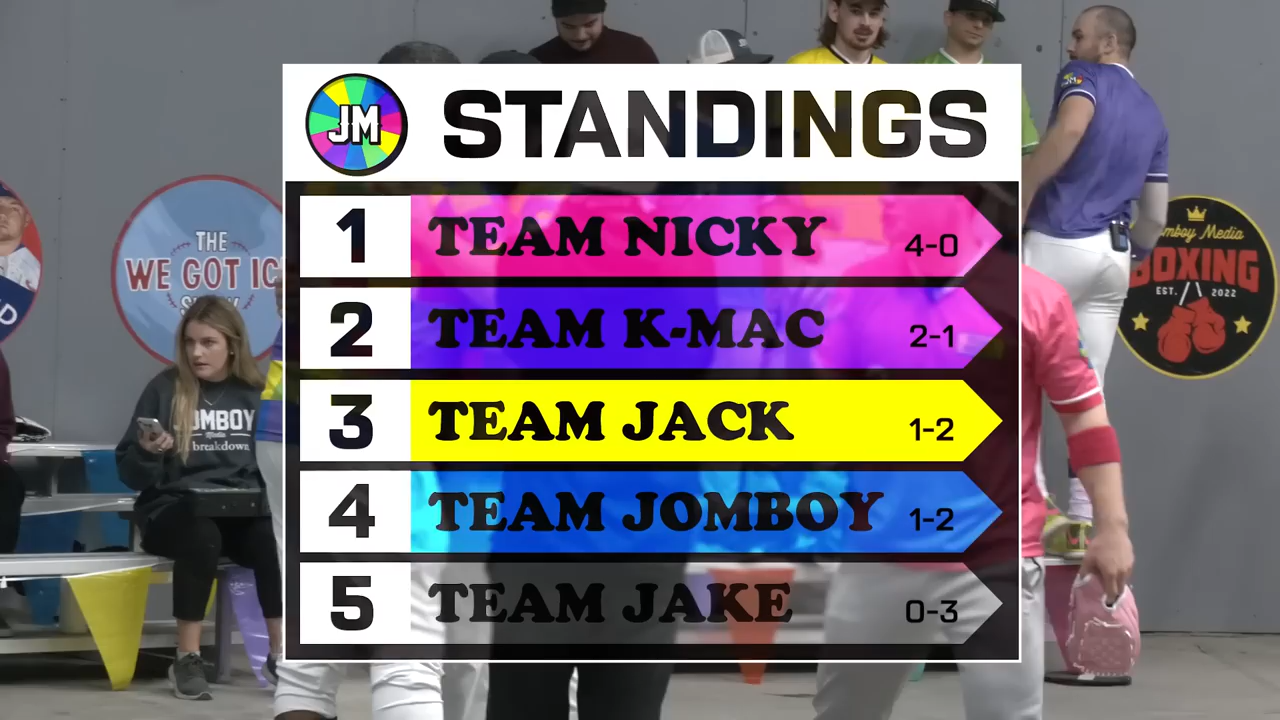 JM
STANDINGS
1 TEAM NICKY 4-0
2 TEAM K-MAC 2-1
3 TEAM JACK 1-2
4 TEAM JOMBOY 1-2
5 TEAM JAKE 0-3
THE
WE GOT IC
JOMBOY
Media
breakdown
Jomboy Media
BOXING
EST. 2022
D